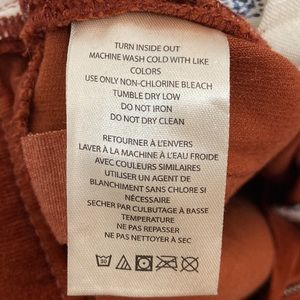 TURN INSIDE OUT
MACHINE WASH COLD WITH LIKE
COLORS
USE ONLY NON-CHLORINE BLEACH
TUMBLE DRY LOW
DO NOT IRON
DO NOT DRY CLEAN
RETOURNER À L'ENVERS
LAVER À LA MACHINE À L'EAU FROIDE
AVEC COULEURS SIMILAIRES
UTILISER UN AGENT DE
BLANCHIMENT SANS CHLORE SI
NÉCESSAIRE
SECHER PAR CULBUTAGE À BASSE
TEMPERATURE
NE PAS REPASSER
NE PAS NETTOYER À SEC
30